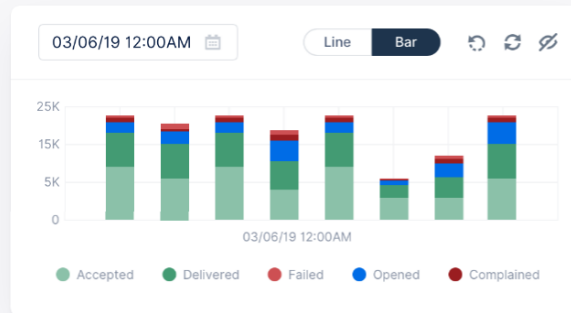 03/06/19 12:00AM
Line Bar
25K
15K
5K
0
03/06/19 12:00AM
Accepted Delivered Failed Opened Complained